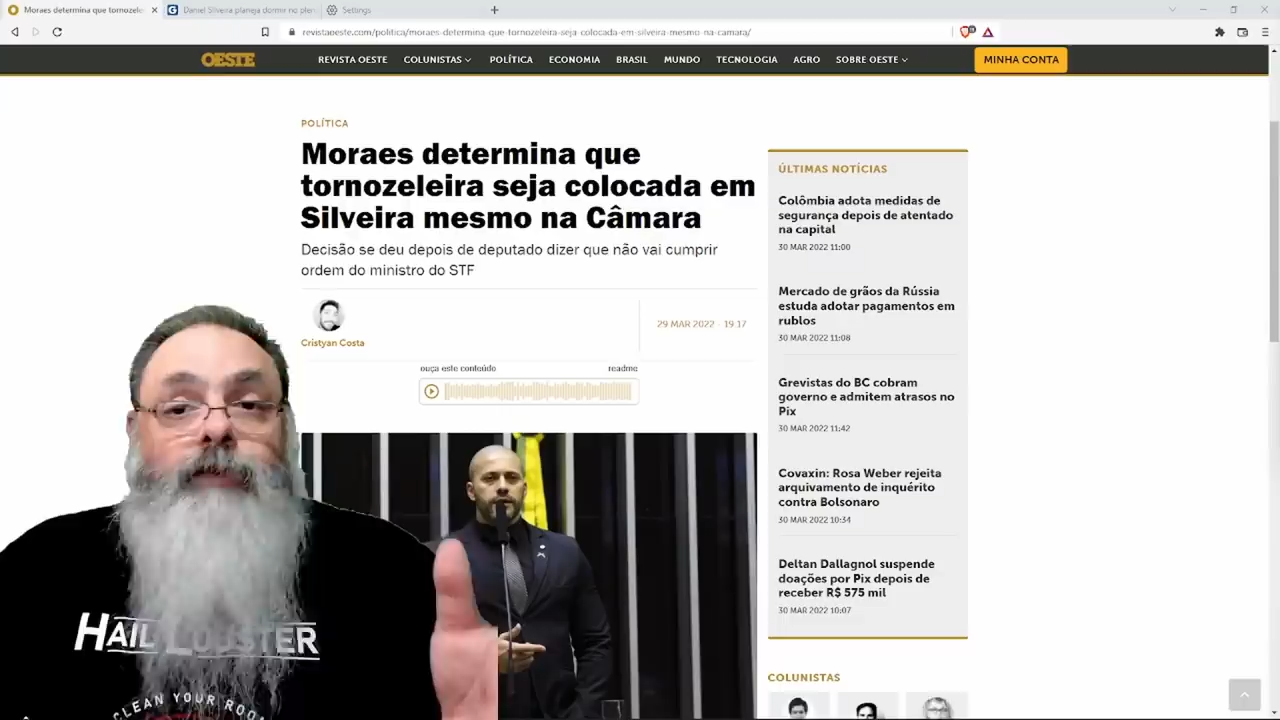 Moraes determina que tornozele
Daniel Silveira planeja dormir no plen
Settings
revistaoeste.com/politica/moraes-determina-que-tornozeleira-seja-colocada-em-silveira-mesmo-na-camara/
OESTE
REVISTA OESTE
COLUNISTAS
POLÍTICA
ECONOMIA
BRASIL
MUNDO
TECNOLOGIA
AGRO
SOBRE OESTE
MINHA CONTA
POLÍTICA
Moraes determina que
tornozeleira seja colocada em
Silveira mesmo na Câmara
Decisão se deu depois de deputado dizer que não vai cumprir
ordem do ministro do STF
Cristyan Costa
29 MAR 2022 - 19:17
ouça este conteúdo
readme
ÚLTIMAS NOTÍCIAS
Colômbia adota medidas de
segurança depois de atentado
na capital
30 MAR 2022 11:00
Mercado de grãos da Rússia
estuda adotar pagamentos em
rublos
30 MAR 2022 11:08
Grevistas do BC cobram
governo e admitem atrasos no
Pix
30 MAR 2022 11:42
Covaxin: Rosa Weber rejeita
arquivamento de inquérito
contra Bolsonaro
30 MAR 2022 10:34
Deltan Dallagnol suspende
doações por Pix depois de
receber R$ 575 mil
30 MAR 2022 10:07
COLUNISTAS
HAIL LOBSTER
CLEAN YOUR ROOM